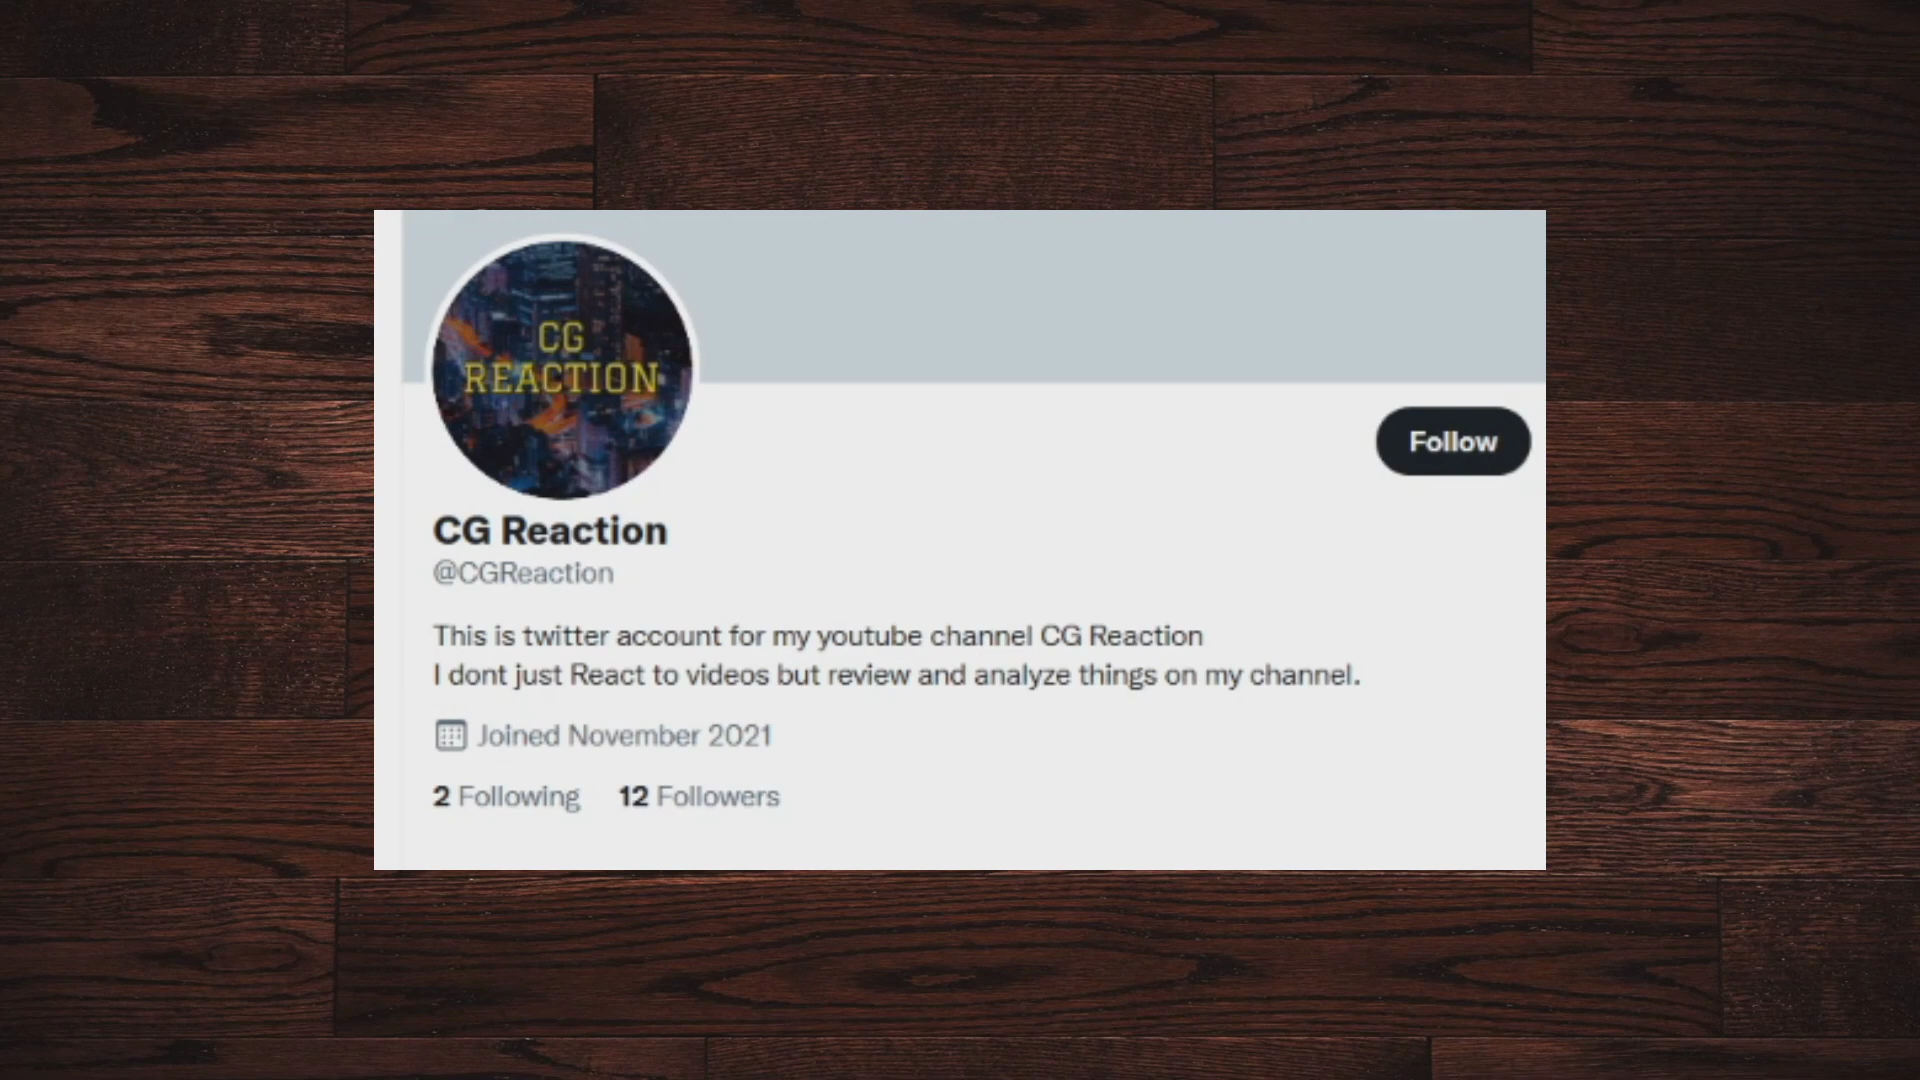 CG
REACTION
Follow
CG Reaction
@CGReaction
This is twitter account for my youtube channel CG Reaction
I dont just React to videos but review and analyze things on my channel.
Joined November 2021
2 Following 12 Followers